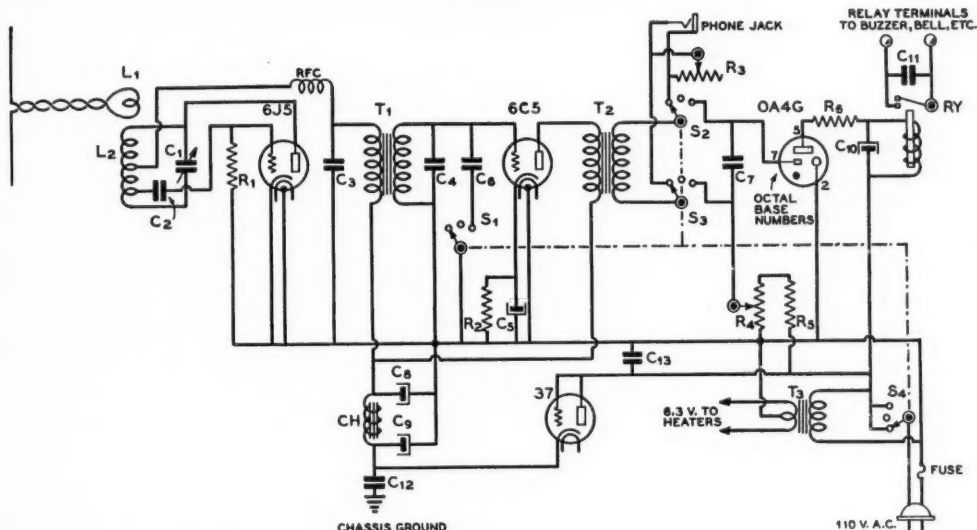 PHONE JACK
RELAY TERMINALS
TO BUZZER, BELL, ETC.
L1
RFC
C11
R3
6J5
T1
6C5
T2
OA4G
R6
RY
L2
C1
S2
5
C10
R1
C3
C4
C6
C7
7
2
C2
S1
S3
OCTAL
BASE
NUMBERS
R2
C5
R4
R5
C8
C13
T3
S4
37
6.3 V. TO
HEATERS
CH
C9
C12
FUSE
CHASSIS GROUND
110 V. A.C.